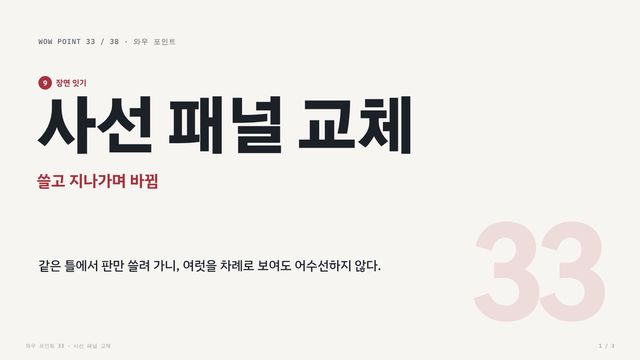 WOW POINT 33 / 38 · 와우 포인트
9 장면 잇기
사선 패널 교체
쓸고 지나가며 바뀜
33
같은 틀에서 판만 쓸려 가니, 여럿을 차례로 보여도 어수선하지 않다.
와우 포인트 33 · 사선 패널 교체
1 / 3